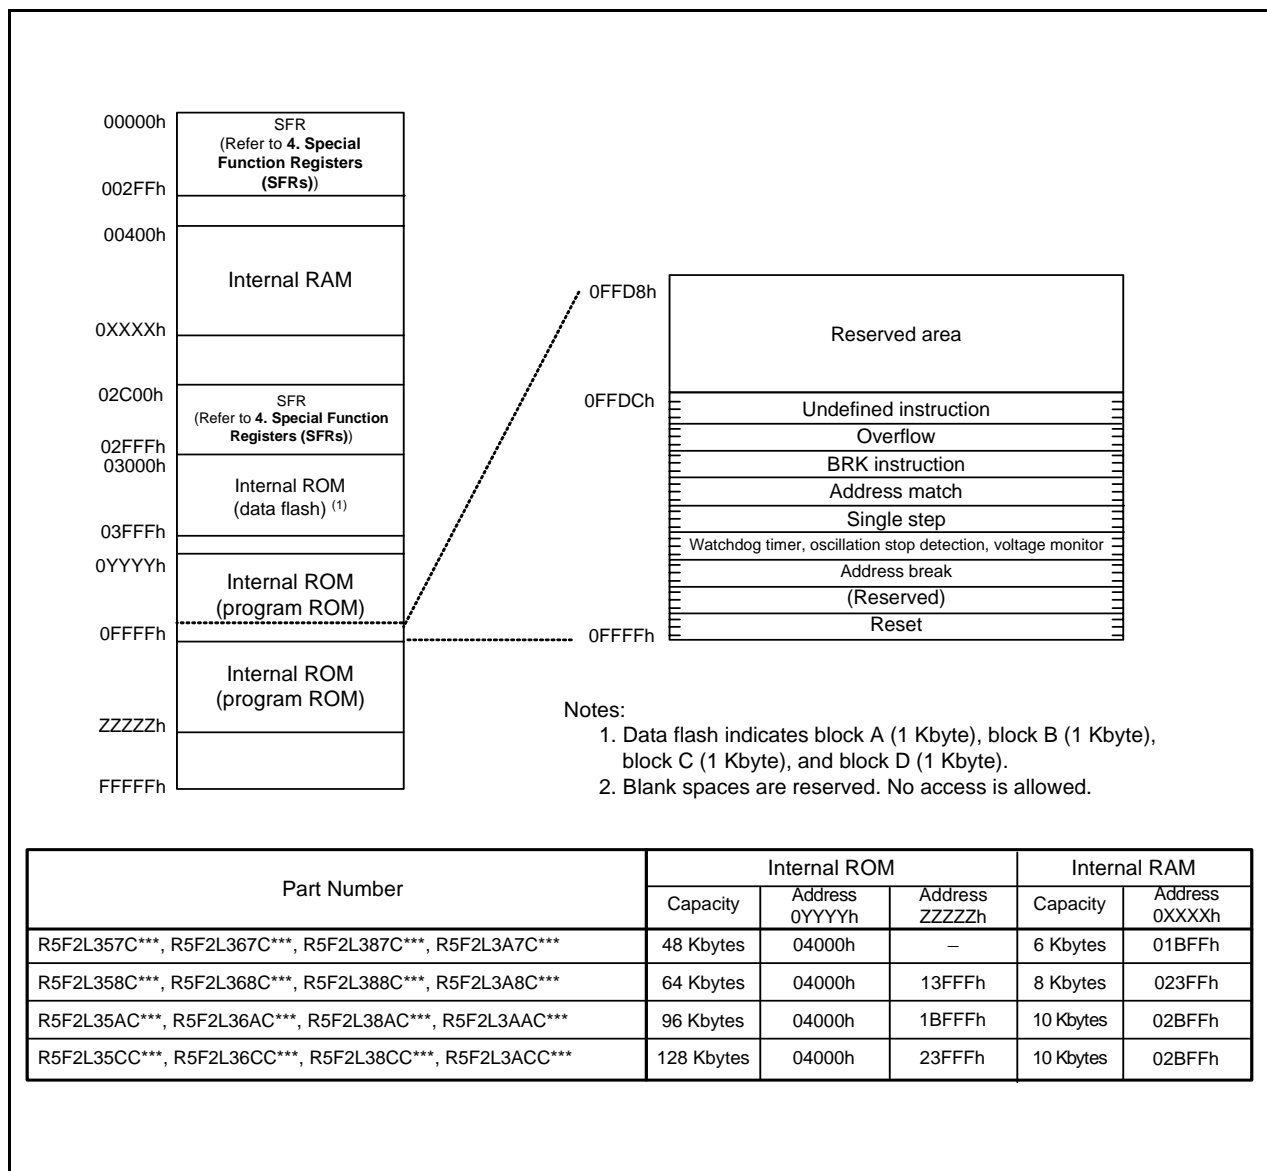 00000h
SFR
(Refer to 4. Special
Function Registers
(SFRs))
002FFh
00400h
Internal RAM
0XXXXh
02C00h
SFR
(Refer to 4. Special Function
Registers (SFRs))
02FFFh
03000h
Internal ROM
(data flash) (1)
03FFFh
0YYYYh
Internal ROM
(program ROM)
0FFFFh
Internal ROM
(program ROM)
ZZZZZh
FFFFFh
0FFD8h
Reserved area
0FFDCh
Undefined instruction
Overflow
BRK instruction
Address match
Single step
Watchdog timer, oscillation stop detection, voltage monitor
Address break
(Reserved)
Reset
0FFFFh
Notes:
1. Data flash indicates block A (1 Kbyte), block B (1 Kbyte),
block C (1 Kbyte), and block D (1 Kbyte).
2. Blank spaces are reserved. No access is allowed.
Part Number Internal ROM Internal RAM
Capacity Address 0YYYYh Address ZZZZZh Capacity Address 0XXXXh
R5F2L357C***, R5F2L367C***, R5F2L387C***, R5F2L3A7C*** 48 Kbytes 04000h – 6 Kbytes 01BFFh
R5F2L358C***, R5F2L368C***, R5F2L388C***, R5F2L3A8C*** 64 Kbytes 04000h 13FFFh 8 Kbytes 023FFh
R5F2L35AC***, R5F2L36AC***, R5F2L38AC***, R5F2L3AAC*** 96 Kbytes 04000h 1BFFFh 10 Kbytes 02BFFh
R5F2L35CC***, R5F2L36CC***, R5F2L38CC***, R5F2L3ACC*** 128 Kbytes 04000h 23FFFh 10 Kbytes 02BFFh